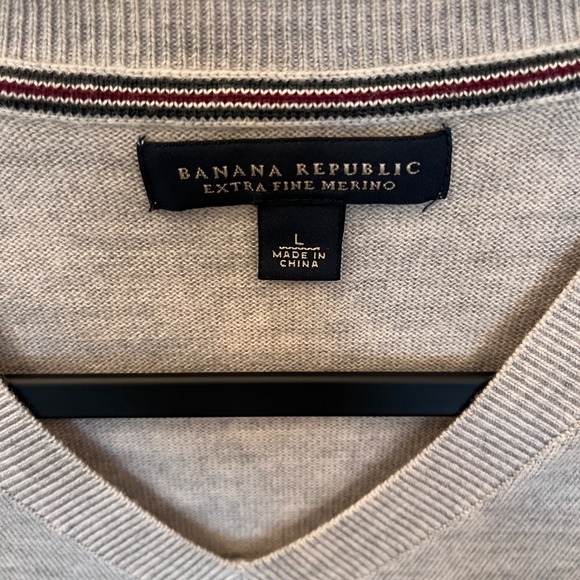 BANANA REPUBLIC
EXTRA FINE MERINO
L
MADE IN
CHINA